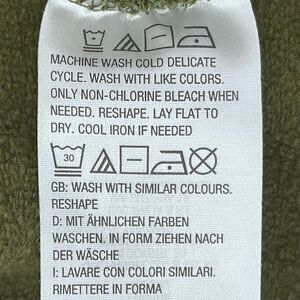 MACHINE WASH COLD DELICATE
CYCLE. WASH WITH LIKE COLORS.
ONLY NON-CHLORINE BLEACH WHEN
NEEDED. RESHAPE. LAY FLAT TO
DRY. COOL IRON IF NEEDED
30
GB: WASH WITH SIMILAR COLOURS.
RESHAPE
D: MIT ÄHNLICHEN FARBEN
WASCHEN. IN FORM ZIEHEN NACH
DER WÄSCHE
I: LAVARE CON COLORI SIMILARI.
RIMETTERE IN FORMA